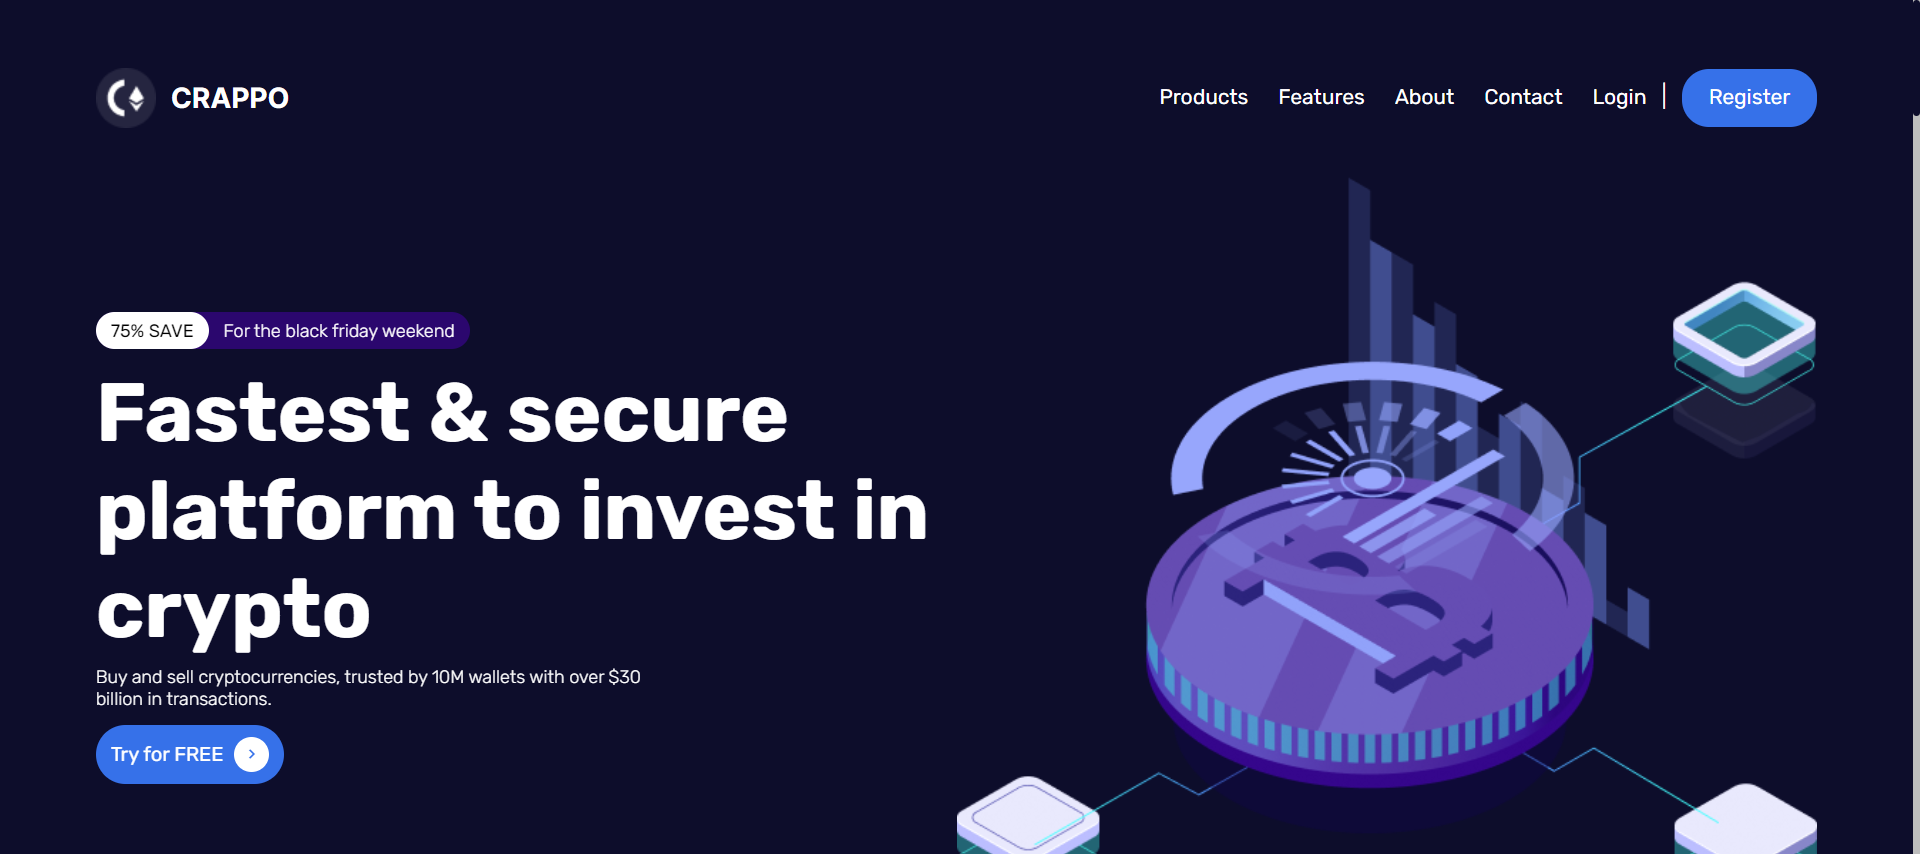 CRAPPO
Products Features About Contact Login | Register
75% SAVE For the black friday weekend
Fastest & secure
platform to invest in
crypto
Buy and sell cryptocurrencies, trusted by 10M wallets with over $30
billion in transactions.
Try for FREE